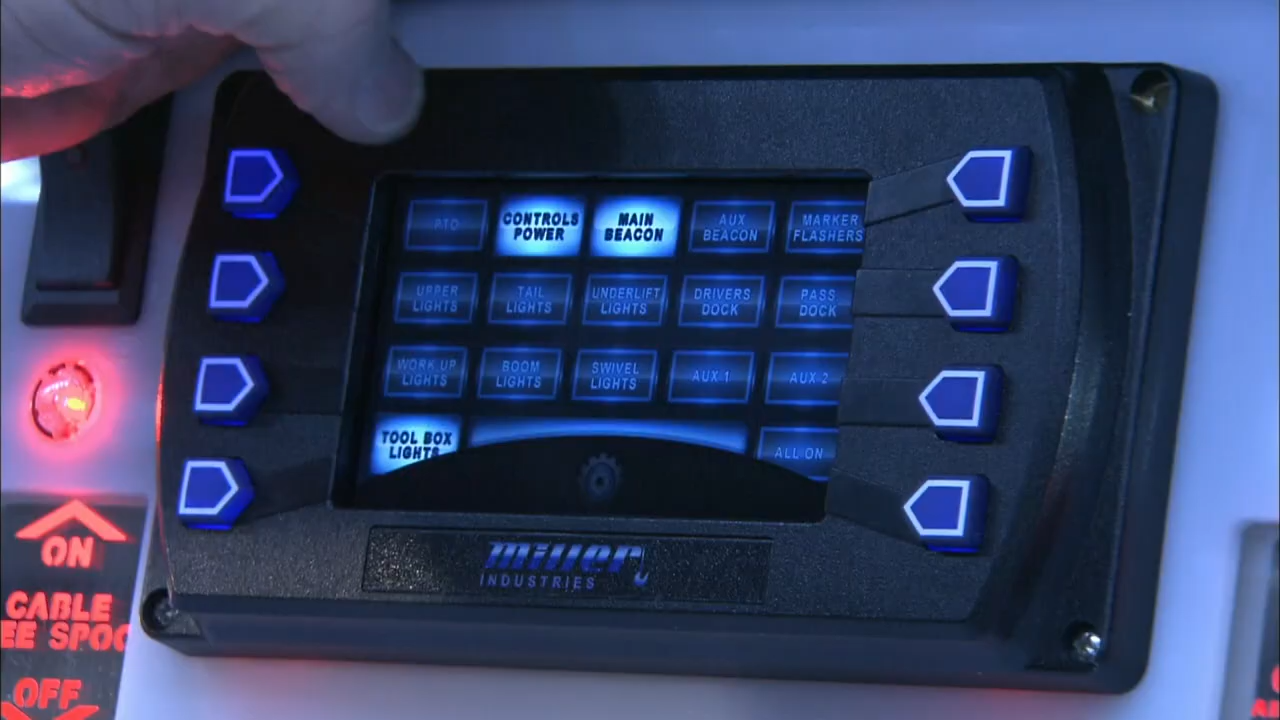 PTO
CONTROLS
POWER
MAIN
BEACON
AUX
BEACON
MARKER
FLASHERS
UPPER
LIGHTS
TAIL
LIGHTS
UNDERLIFT
LIGHTS
DRIVERS
DOCK
PASS
DOCK
WORK UP
LIGHTS
BOOM
LIGHTS
SWIVEL
LIGHTS
AUX 1
AUX 2
TOOL BOX
LIGHTS
ALL ON
miller
INDUSTRIES
ON
CABLE
EE SPOO
OFF